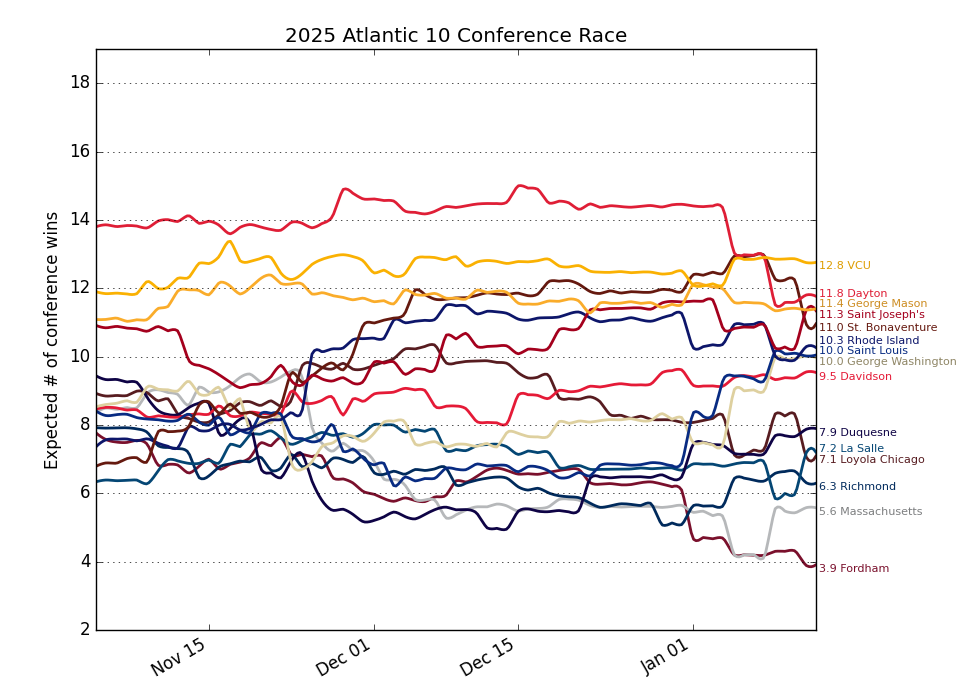 2025 Atlantic 10 Conference Race
Expected # of conference wins
18
16
14
12
10
8
6
4
2
Nov 15
Dec 01
Dec 15
Jan 01
12.8 VCU
11.8 Dayton
11.4 George Mason
11.3 Saint Joseph's
11.0 St. Bonaventure
10.3 Rhode Island
10.0 Saint Louis
10.0 George Washington
9.5 Davidson
7.9 Duquesne
7.2 La Salle
7.1 Loyola Chicago
6.3 Richmond
5.6 Massachusetts
3.9 Fordham